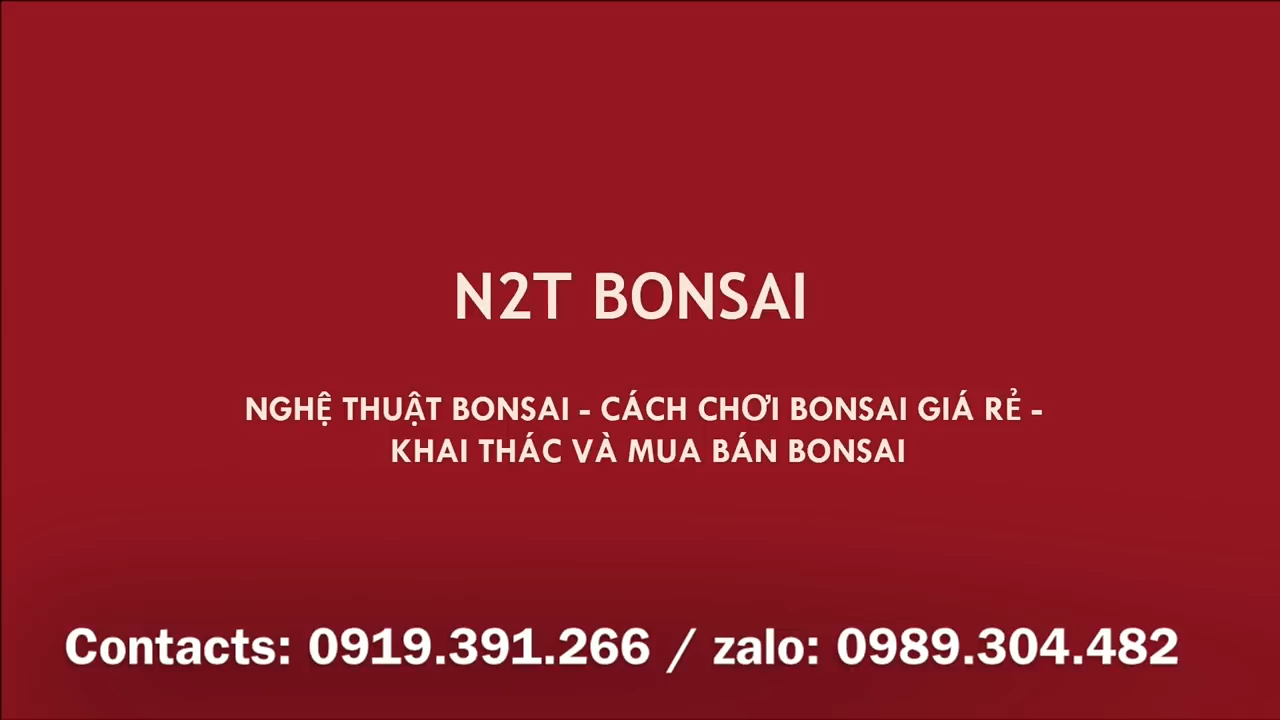 N2T BONSAI
NGHỆ THUẬT BONSAI - CÁCH CHƠI BONSAI GIÁ RẺ -
KHAI THÁC VÀ MUA BÁN BONSAI
Contacts: 0919.391.266 / zalo: 0989.304.482